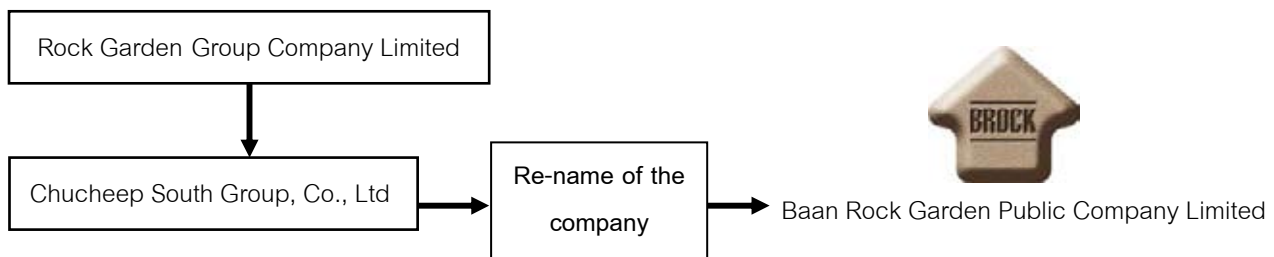 Rock Garden Group Company Limited
BROCK
Chucheep South Group, Co., Ltd
Re-name of the
company
Baan Rock Garden Public Company Limited